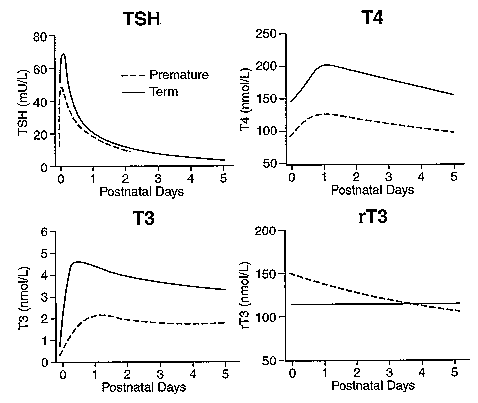 TSH
80
60
40
20
0
TSH (mU/L)
Premature
Term
0 1 2 3 4 5
Postnatal Days
T4
250
200
150
100
50
T4 (nmol/L)
0 1 2 3 4 5
Postnatal Days
T3
6
5
4
3
2
1
0
T3 (nmol/L)
0 1 2 3 4 5
Postnatal Days
rT3
200
150
100
50
rT3 (nmol/L)
0 1 2 3 4 5
Postnatal Days